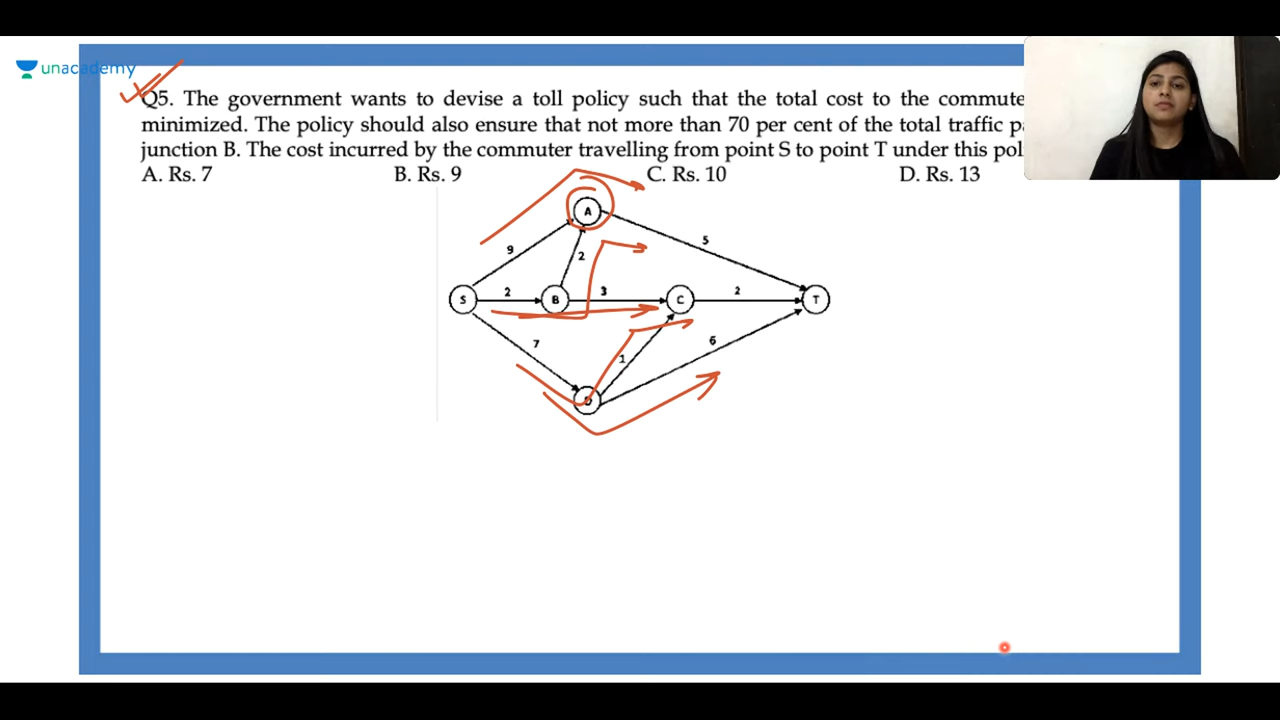 unacademy
Q5. The government wants to devise a toll policy such that the total cost to the commute
minimized. The policy should also ensure that not more than 70 per cent of the total traffic p
junction B. The cost incurred by the commuter travelling from point S to point T under this pol
A. Rs. 7 B. Rs. 9 C. Rs. 10 D. Rs. 13
A
5
9
2
S 2 B 3 C 2 T
7
6
1
D